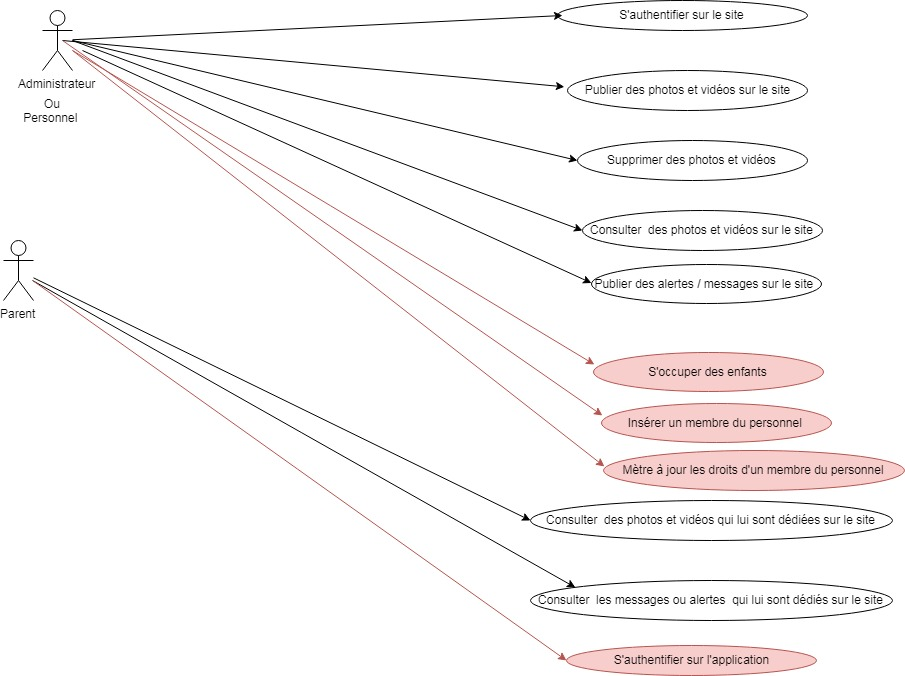 S'authentifier sur le site
Administrateur
Ou
Personnel
Publier des photos et vidéos sur le site
Supprimer des photos et vidéos
Consulter  des photos et vidéos sur le site
Publier des alertes / messages sur le site
Parent
S'occuper des enfants
Insérer un membre du personnel
Mètre à jour les droits d'un membre du personnel
Consulter  des photos et vidéos qui lui sont dédiées sur le site
Consulter  les messages ou alertes  qui lui sont dédiés sur le site
S'authentifier sur l'application